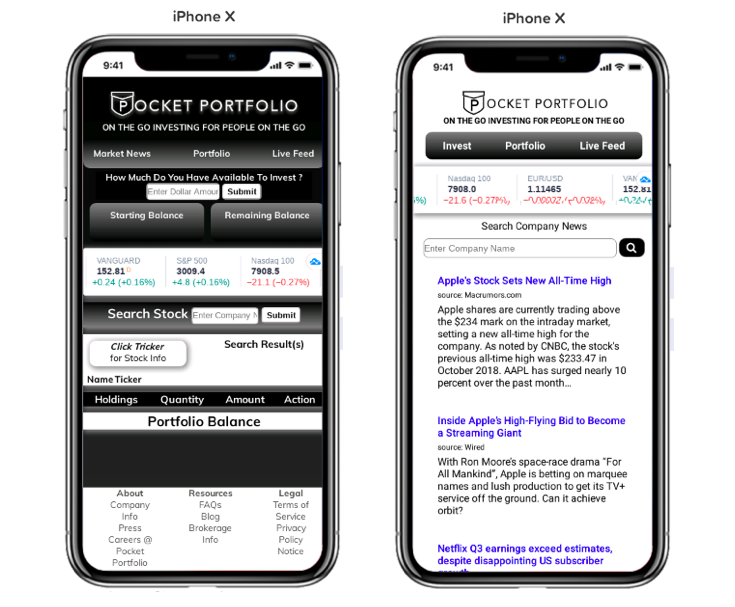 iPhone X
9:41
POCKET PORTFOLIO
ON THE GO INVESTING FOR PEOPLE ON THE GO
Market News Portfolio Live Feed
How Much Do You Have Available To Invest ?
Enter Dollar Amour Submit
Starting Balance Remaining Balance
VANGUARD S&P 500 Nasdaq 100
152.81 D 3009.4 7908.5
+0.24 (+0.16%) +4.8 (+0.16%) −21.1 (−0.27%)
Search Stock Enter Company N Submit
Click Tricker
for Stock Info
Search Result(s)
Name Ticker
Holdings Quantity Amount Action
Portfolio Balance
About Resources Legal
Company FAQs Terms of
Info Blog Service
Press Brokerage Privacy
Careers @ Info Policy
Pocket Notice
Portfolio
iPhone X
9:41
POCKET PORTFOLIO
ON THE GO INVESTING FOR PEOPLE ON THE GO
Invest Portfolio Live Feed
Nasdaq 100 EUR/USD VAN
7908.0 1.11465 152.81
%) −21.6 (−0.27%)
Search Company News
Enter Company Name
Apple's Stock Sets New All-Time High
source: Macrumors.com
Apple shares are currently trading above
the $234 mark on the intraday market,
setting a new all-time high for the
company. As noted by CNBC, the stock's
previous all-time high was $233.47 in
October 2018. AAPL has surged nearly 10
percent over the past month...
Inside Apple's High-Flying Bid to Become
a Streaming Giant
source: Wired
With Ron Moore's space-race drama "For
All Mankind", Apple is betting on marquee
names and lush production to get its TV+
service off the ground. Can it achieve
orbit?
Netflix Q3 earnings exceed estimates,
despite disappointing US subscriber
growth